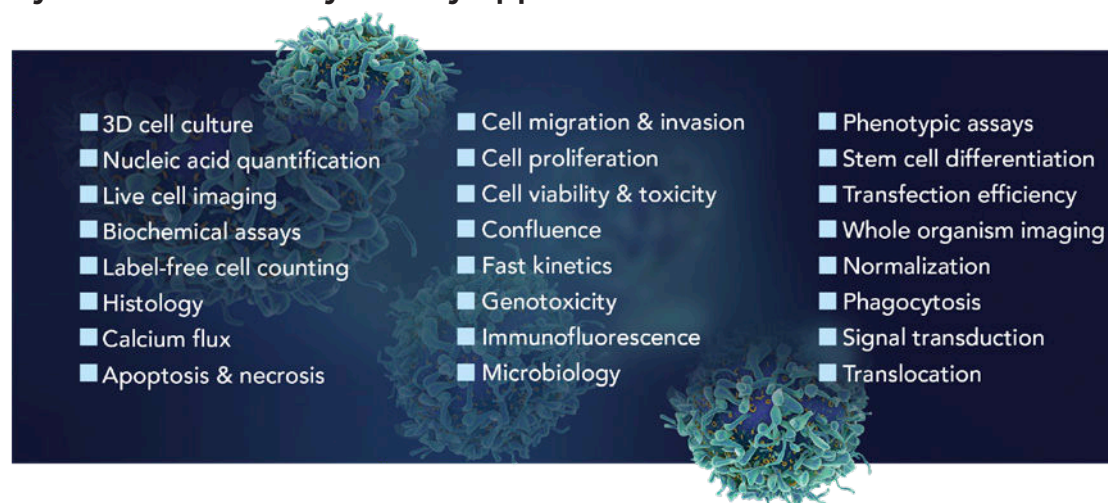 3D cell culture
Nucleic acid quantification
Live cell imaging
Biochemical assays
Label-free cell counting
Histology
Calcium flux
Apoptosis & necrosis
Cell migration & invasion
Cell proliferation
Cell viability & toxicity
Confluence
Fast kinetics
Genotoxicity
Immunofluorescence
Microbiology
Phenotypic assays
Stem cell differentiation
Transfection efficiency
Whole organism imaging
Normalization
Phagocytosis
Signal transduction
Translocation